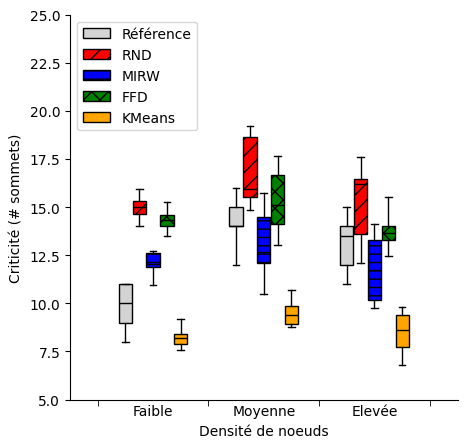 25.0
22.5
20.0
17.5
15.0
12.5
10.0
7.5
5.0
Criticité (# sommets)
Référence
RND
MIRW
FFD
KMeans
Faible
Moyenne
Elevée
Densité de noeuds